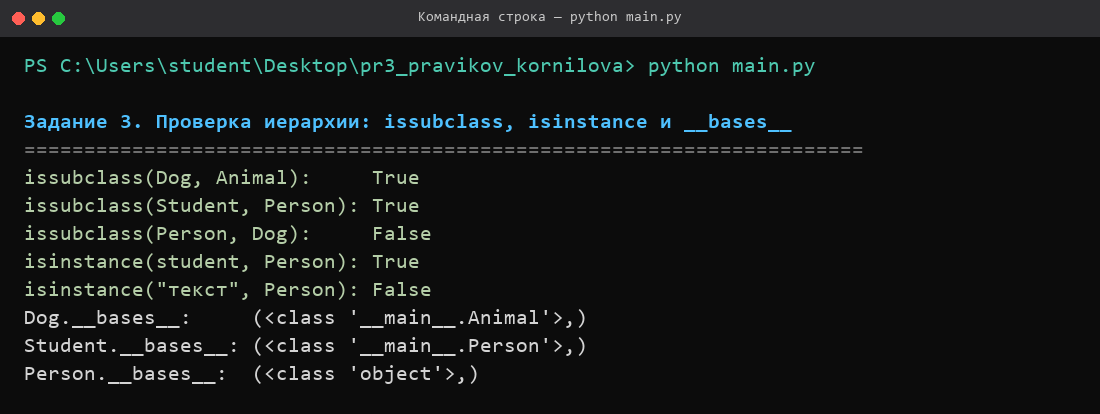 Командная строка — python main.py
PS C:\Users\student\Desktop\pr3_pravikov_kornilova> python main.py
Задание 3. Проверка иерархии: issubclass, isinstance и __bases__
======================================================================
issubclass(Dog, Animal):     True
issubclass(Student, Person): True
issubclass(Person, Dog):     False
isinstance(student, Person): True
isinstance("текст", Person): False
Dog.__bases__:     (<class '__main__.Animal'>,)
Student.__bases__: (<class '__main__.Person'>,)
Person.__bases__:  (<class 'object'>,)